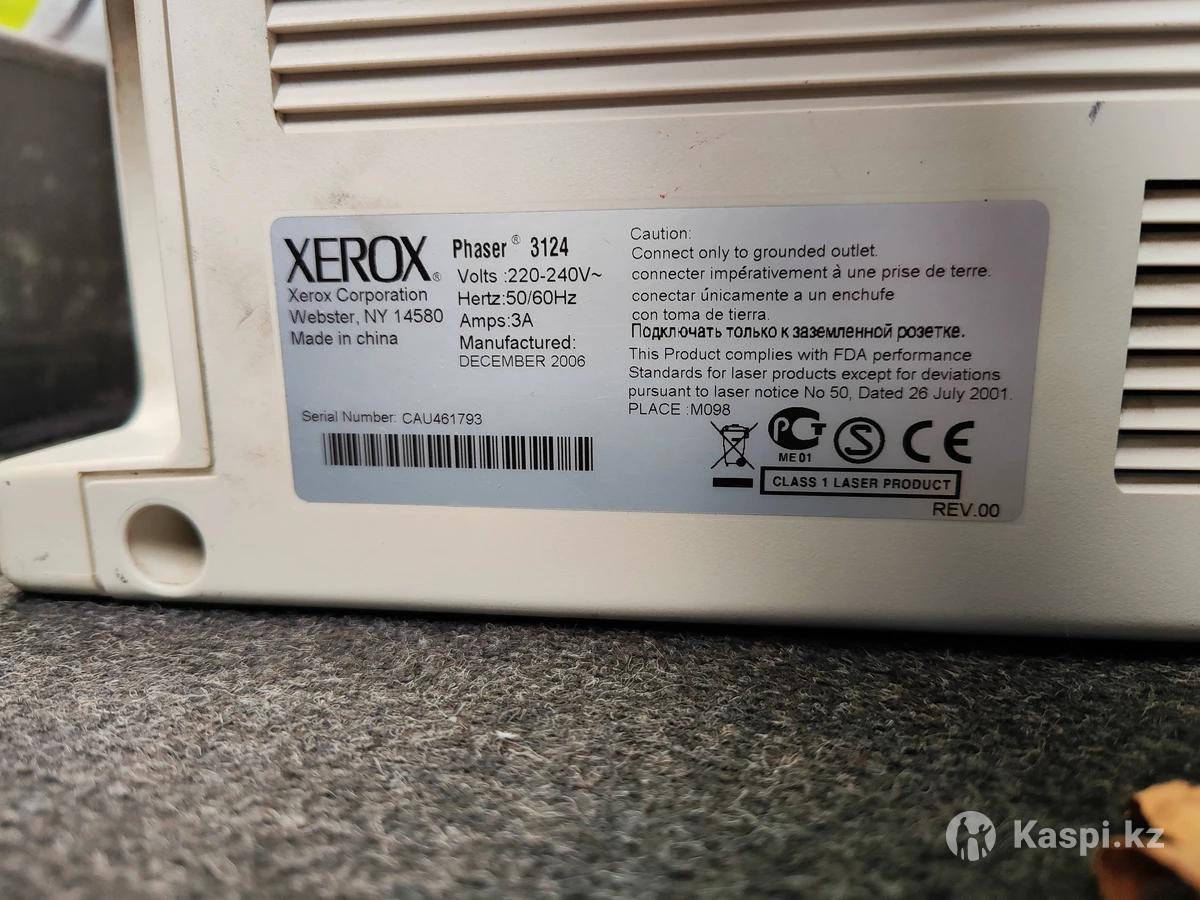 XEROX®
Xerox Corporation
Webster, NY 14580
Made in china
Phaser® 3124
Volts :220-240V~
Hertz:50/60Hz
Amps:3A
Manufactured:
DECEMBER 2006
Serial Number: CAU461793
Caution:
Connect only to grounded outlet.
connecter impérativement à une prise de terre.
conectar únicamente a un enchufe
con toma de tierra.
Подключать только к заземленной розетке.
This Product complies with FDA performance
Standards for laser products except for deviations
pursuant to laser notice No 50, Dated 26 July 2001.
PLACE :M098
РСТ
ME 01
S
CE
CLASS 1 LASER PRODUCT
REV.00
Kaspi.kz